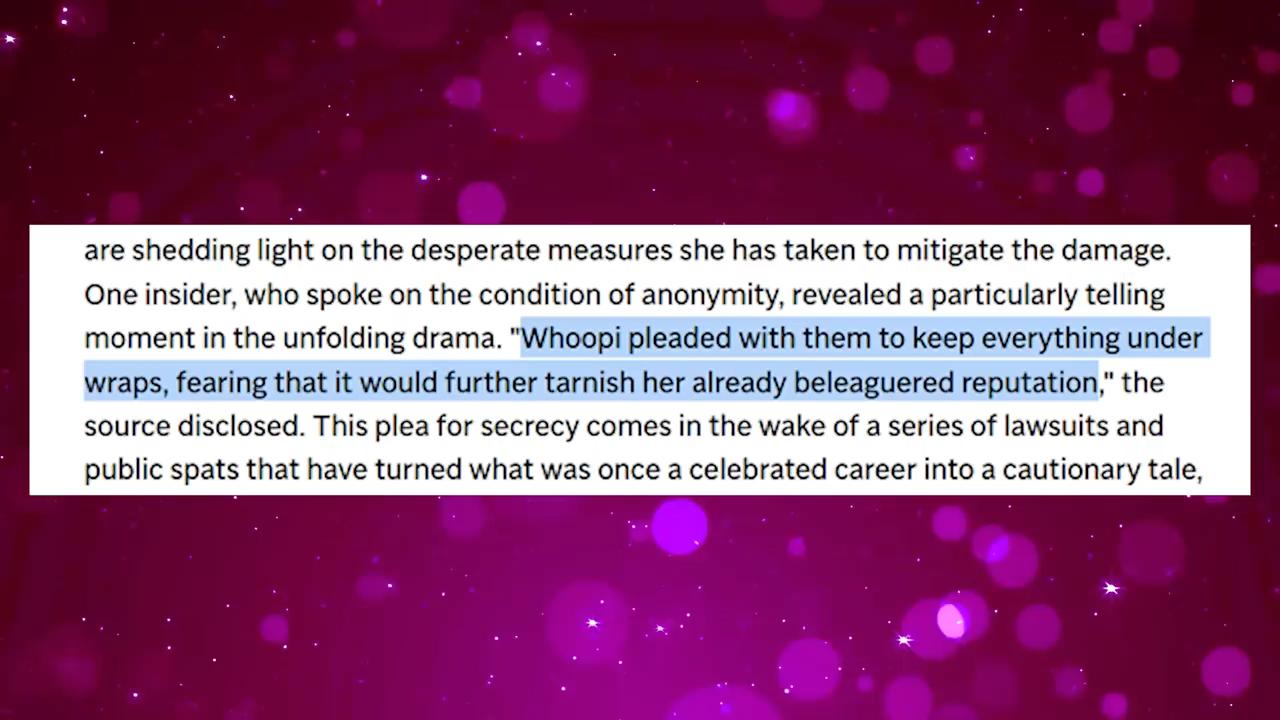 are shedding light on the desperate measures she has taken to mitigate the damage.
One insider, who spoke on the condition of anonymity, revealed a particularly telling
moment in the unfolding drama. "Whoopi pleaded with them to keep everything under
wraps, fearing that it would further tarnish her already beleaguered reputation," the
source disclosed. This plea for secrecy comes in the wake of a series of lawsuits and
public spats that have turned what was once a celebrated career into a cautionary tale,